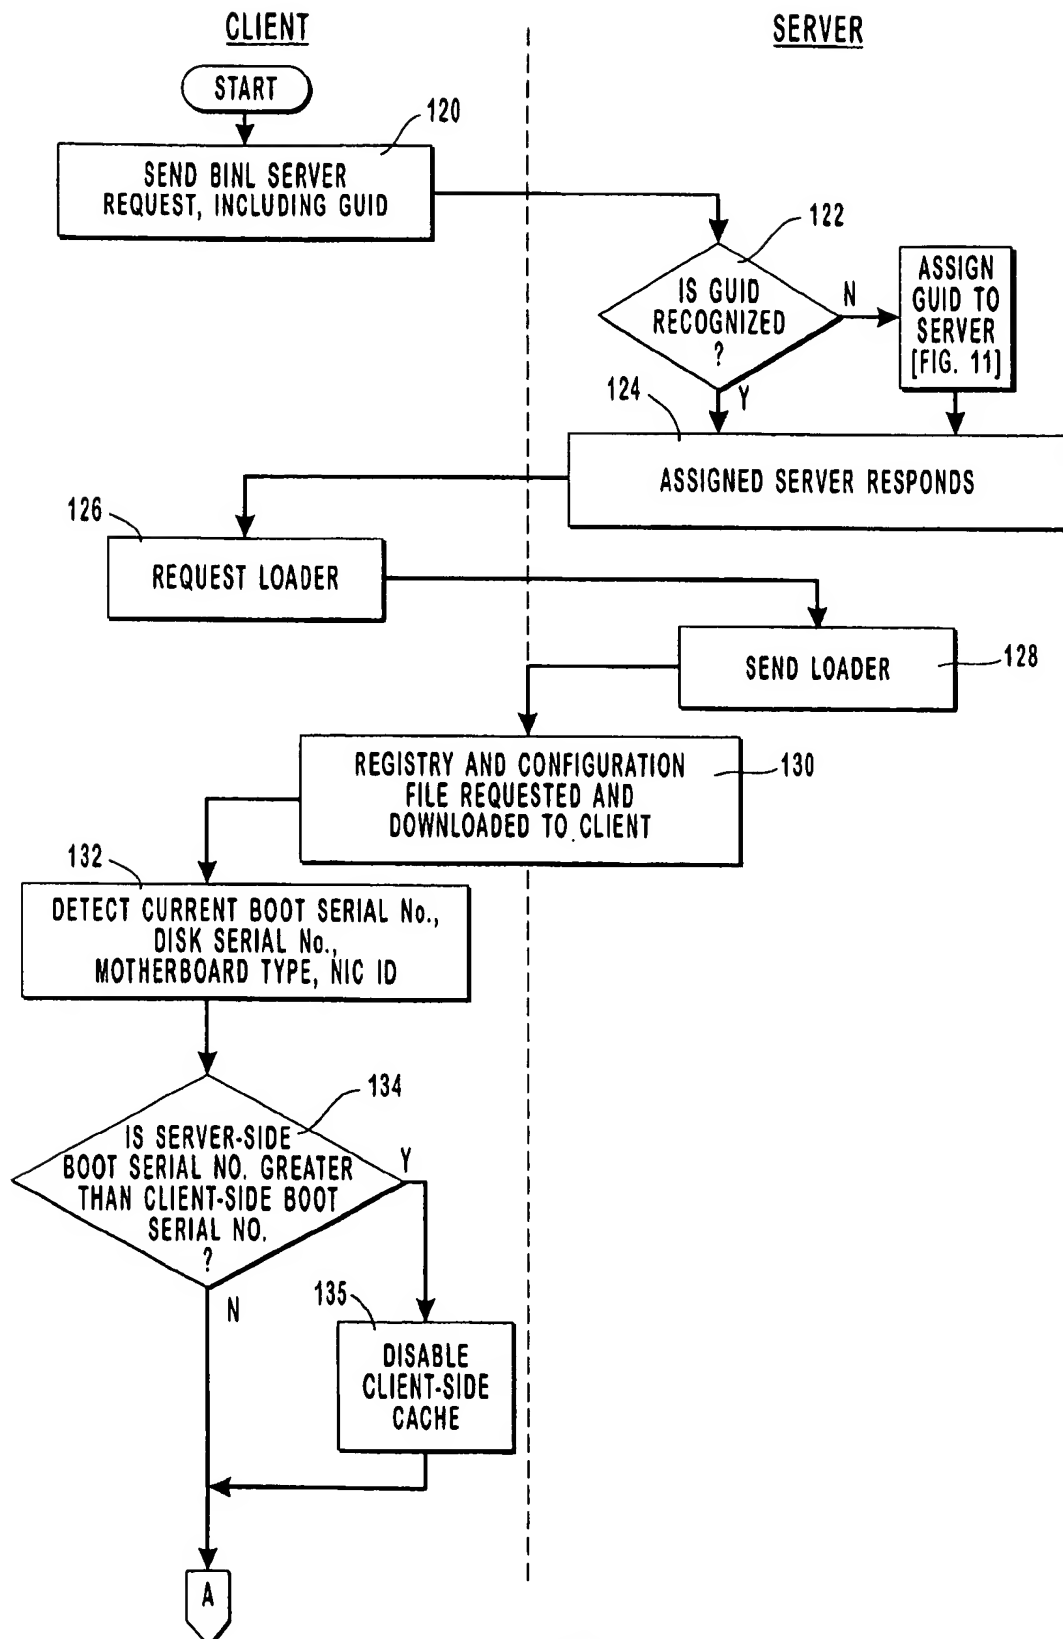 CLIENT
SERVER
START
120
SEND BINL SERVER
REQUEST, INCLUDING GUID
122
IS GUID
RECOGNIZED
?
N
Y
ASSIGN
GUID TO
SERVER
[FIG. 11]
124
ASSIGNED SERVER RESPONDS
126
REQUEST LOADER
SEND LOADER
128
REGISTRY AND CONFIGURATION
FILE REQUESTED AND
DOWNLOADED TO CLIENT
130
132
DETECT CURRENT BOOT SERIAL No.,
DISK SERIAL No.,
MOTHERBOARD TYPE, NIC ID
134
IS SERVER-SIDE
BOOT SERIAL NO. GREATER
THAN CLIENT-SIDE BOOT
SERIAL NO.
?
Y
N
135
DISABLE
CLIENT-SIDE
CACHE
A